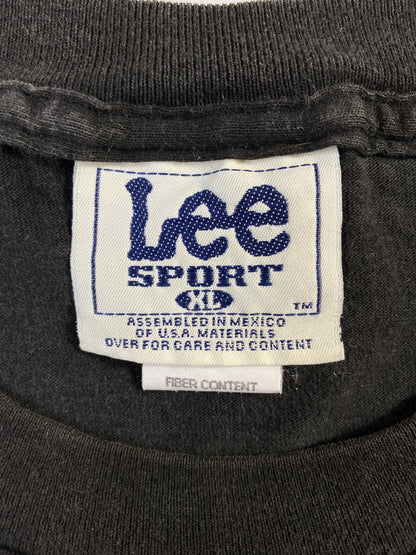 Lee
SPORT
XL
TM
ASSEMBLED IN MEXICO
OF U.S.A. MATERIALS
OVER FOR CARE AND CONTENT
FIBER CONTENT